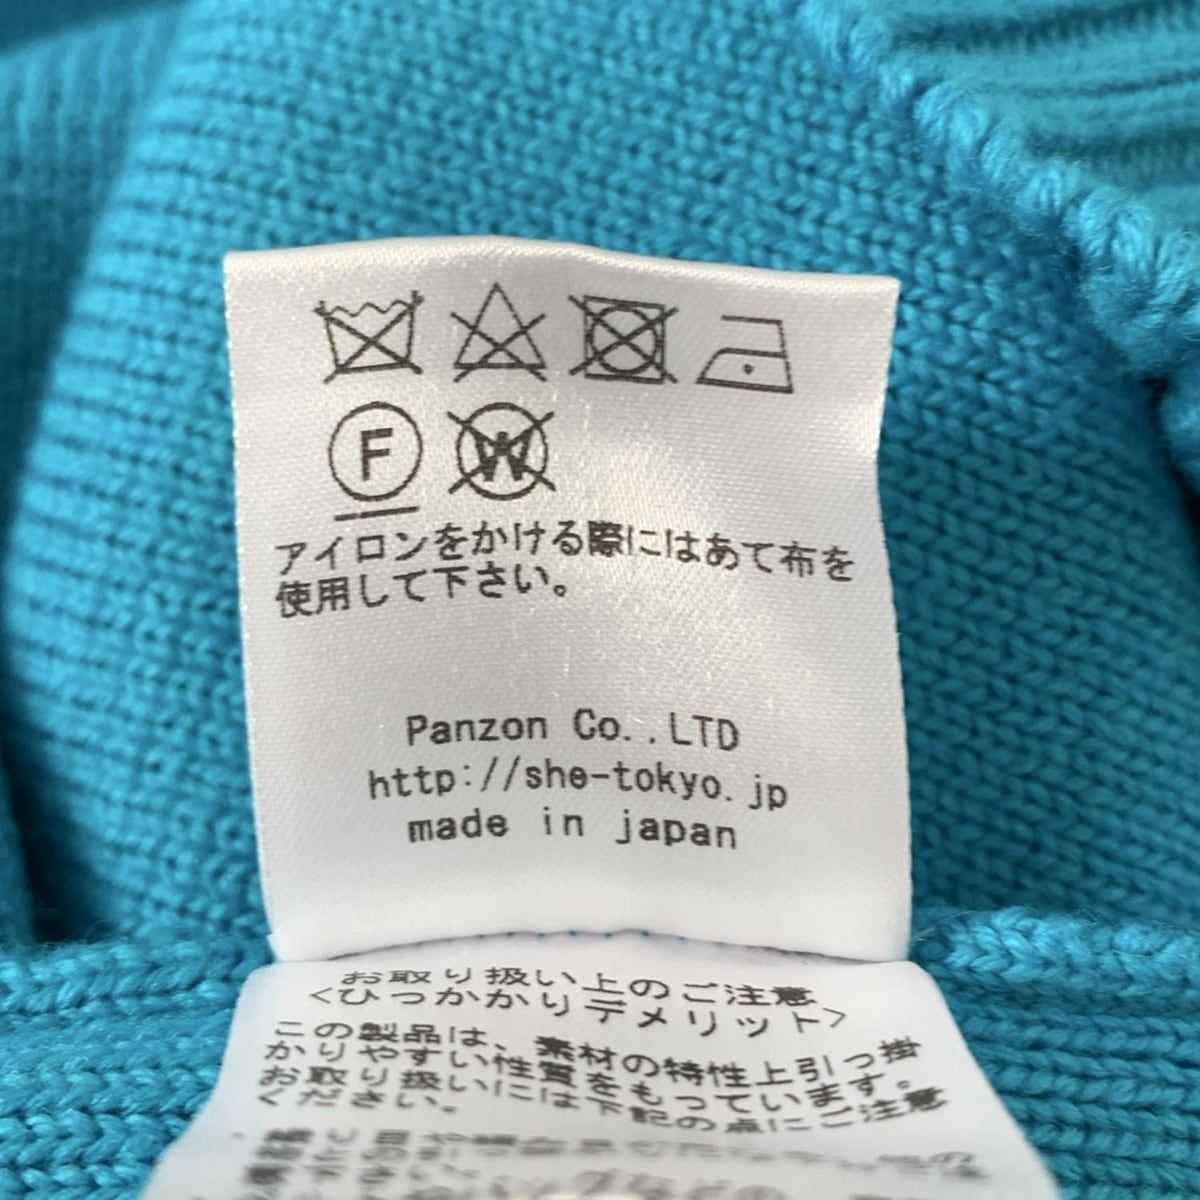 F W
アイロンをかける際にはあて布を
使用して下さい。
Panzon Co.,LTD
http://she-tokyo.jp
made in japan
お取り扱い上のご注意
<ひっかかりデメリット>
この製品は、素材の特性上引っ掛
かりやすい性質をもっています。
お取り扱いには下記の点にご注意
ください。